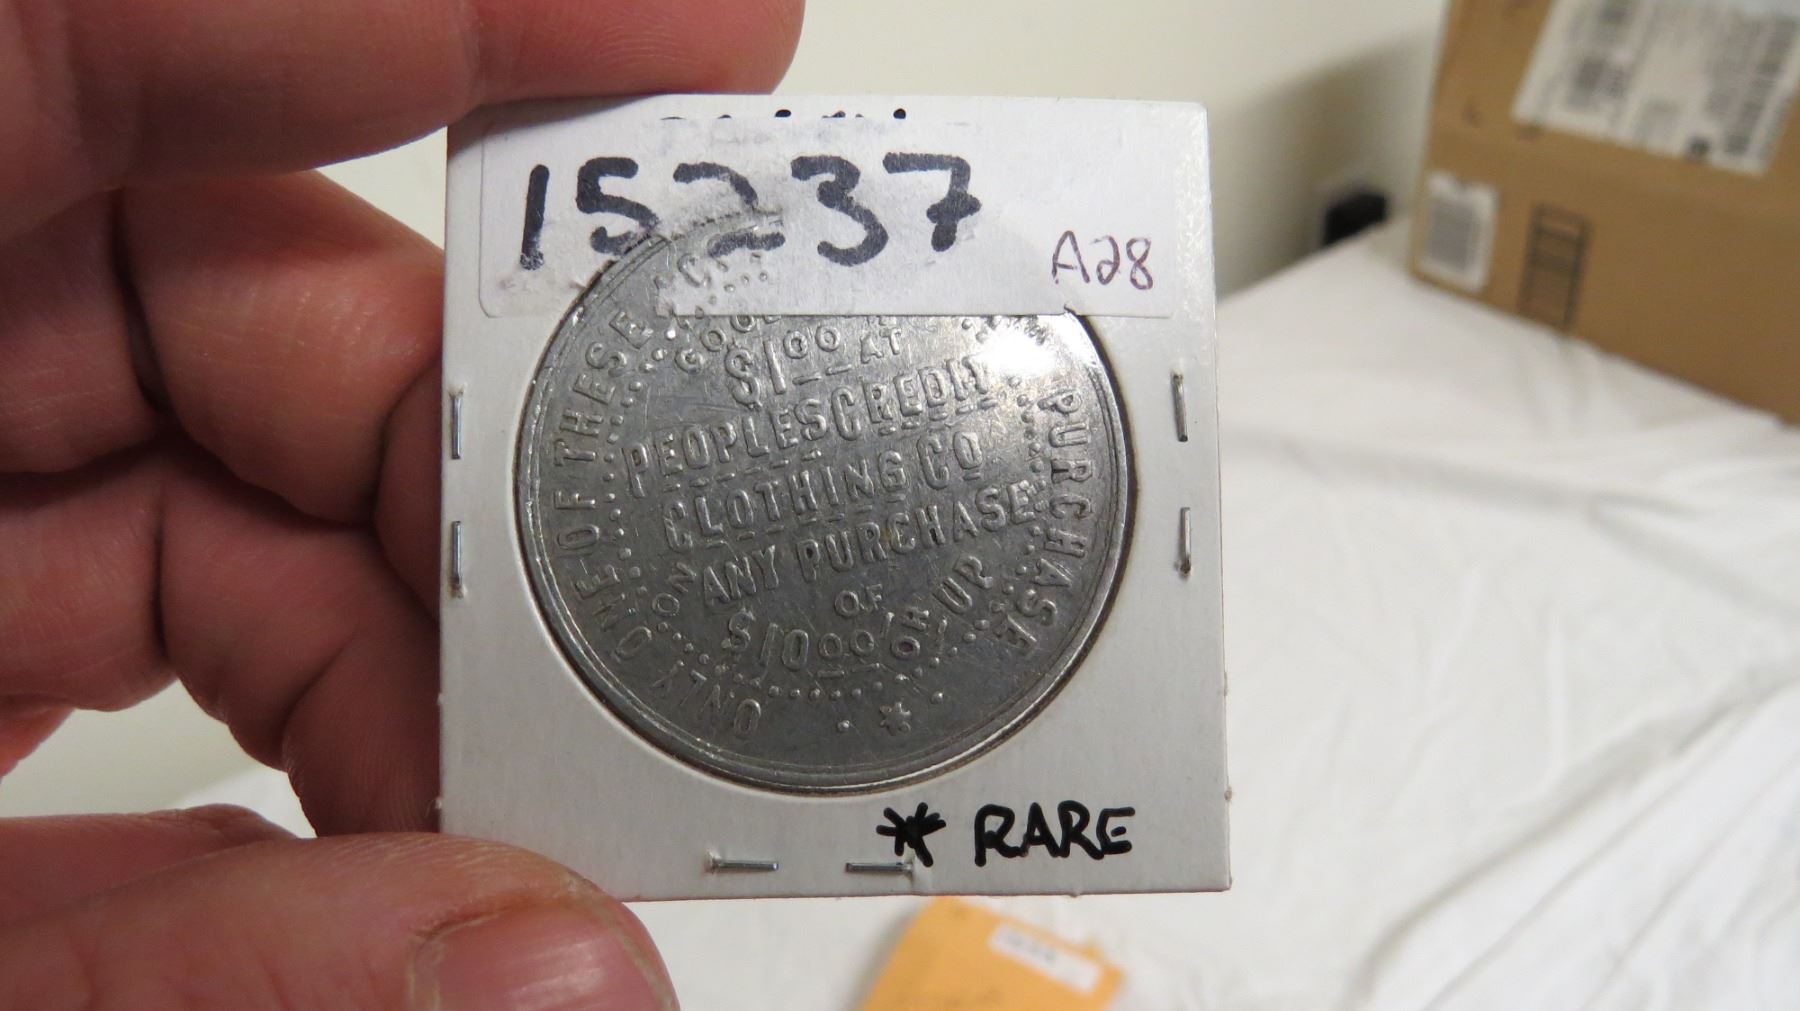 15237
A28
ONLY ONE OF THESE
PURCHASE
$1.00 AT
PEOPLES CREDIT
CLOTHING CO
ON ANY PURCHASE
OF
$10.00 OR UP
* RARE